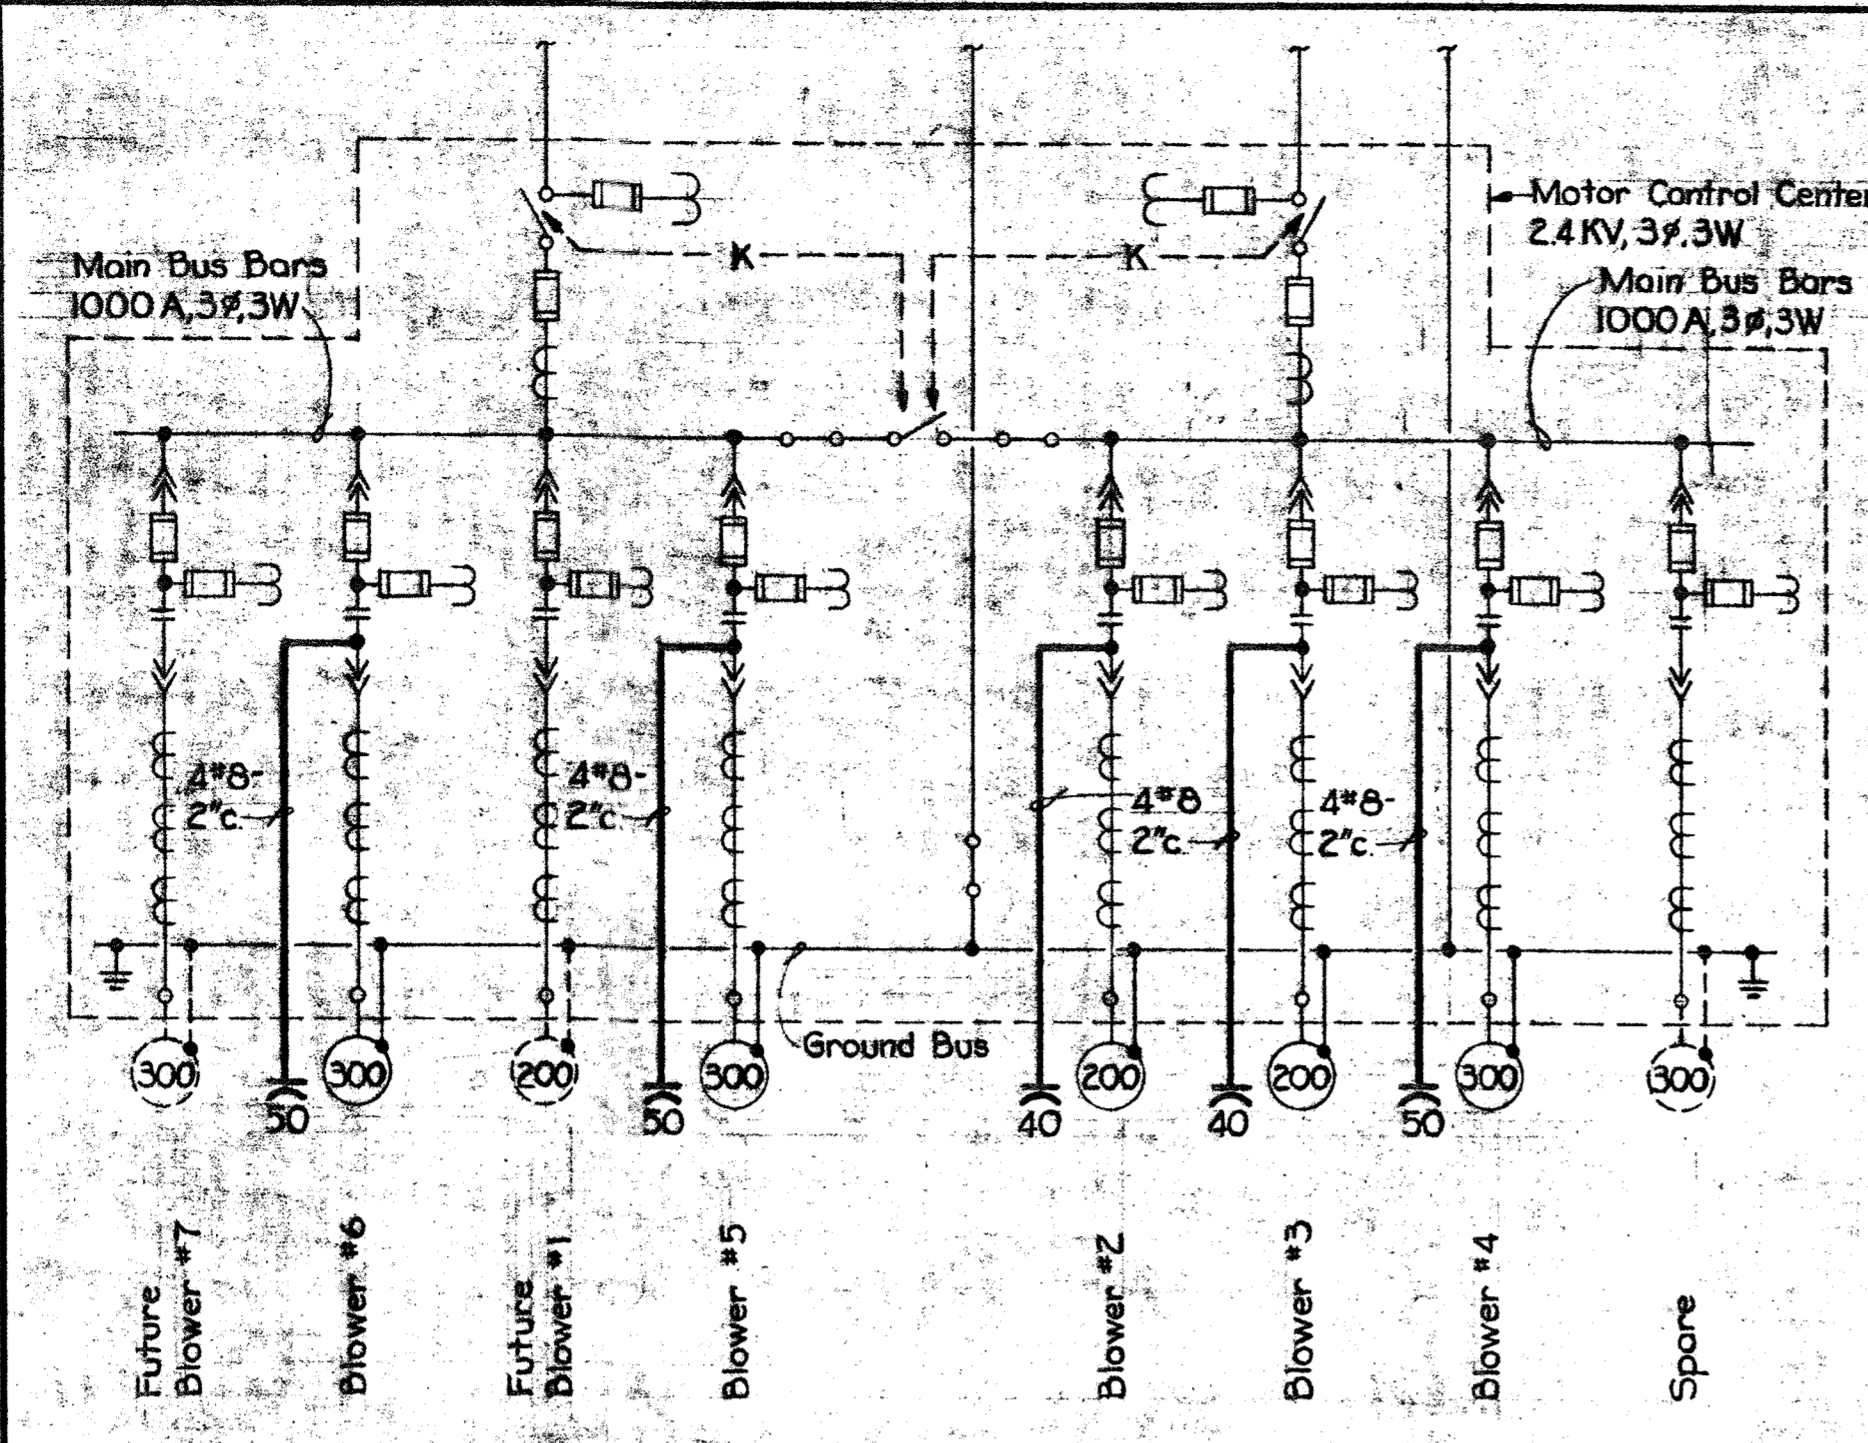 Motor Control Center
2.4 KV, 3ø, 3W
Main Bus Bars
1000 A, 3ø, 3W
Main Bus Bars
1000 A, 3ø, 3W
K
K
4#8-
2"c.
4#8-
2"c.
4#8
2"c.
4#8-
2"c.
Ground Bus
300
300
200
300
200
200
300
300
50
50
40
40
50
Future
Blower #7
Blower #6
Future
Blower #1
Blower #5
Blower #2
Blower #3
Blower #4
Spare